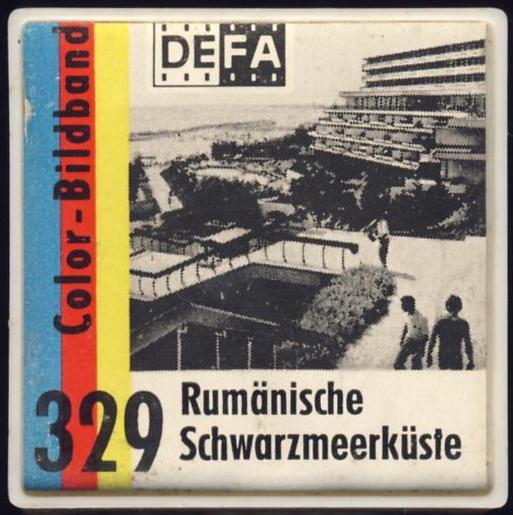 DEFA
Color-Bildband
329
Rumänische
Schwarzmeerküste